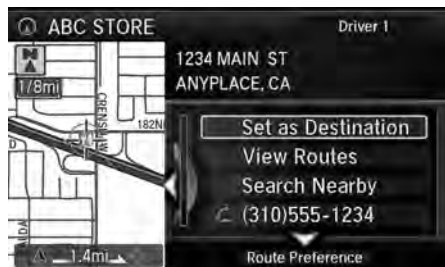 ABC STORE
Driver 1
1234 MAIN ST
ANYPLACE, CA
N
1/8mi
182N
Set as Destination
View Routes
Search Nearby
(310)555-1234
1.4mi
Route Preference